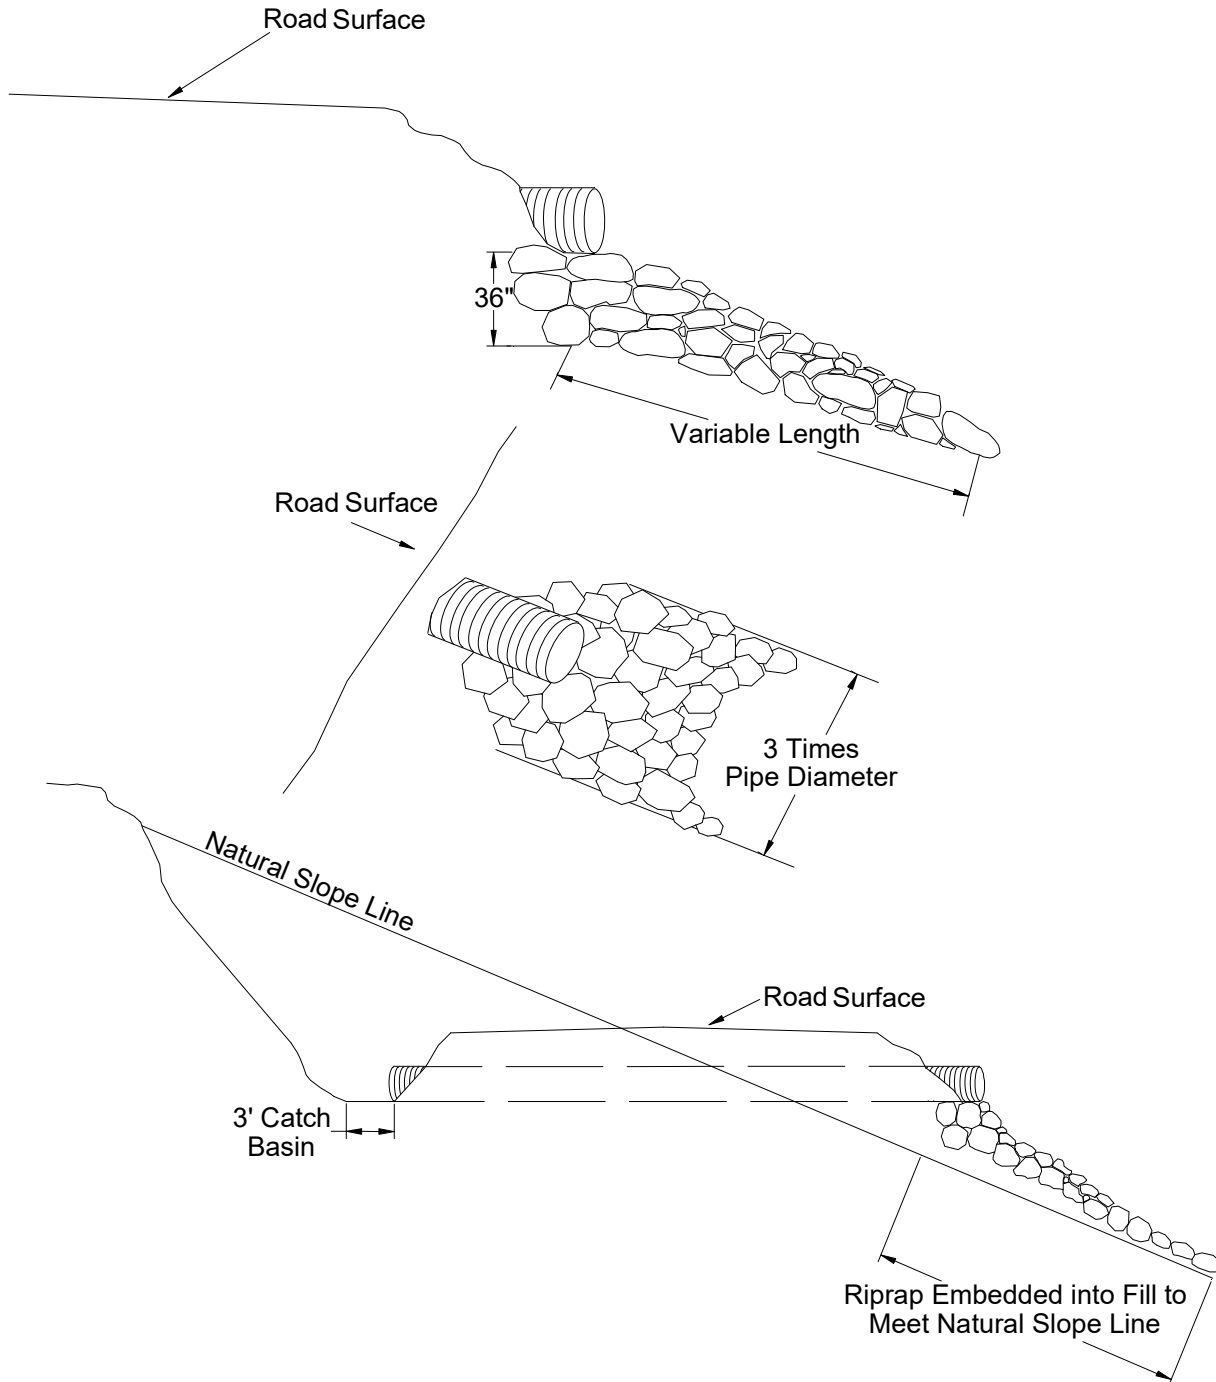 Road Surface
36"
Variable Length
Road Surface
3 Times
Pipe Diameter
Natural Slope Line
Road Surface
3' Catch
Basin
Riprap Embedded into Fill to
Meet Natural Slope Line